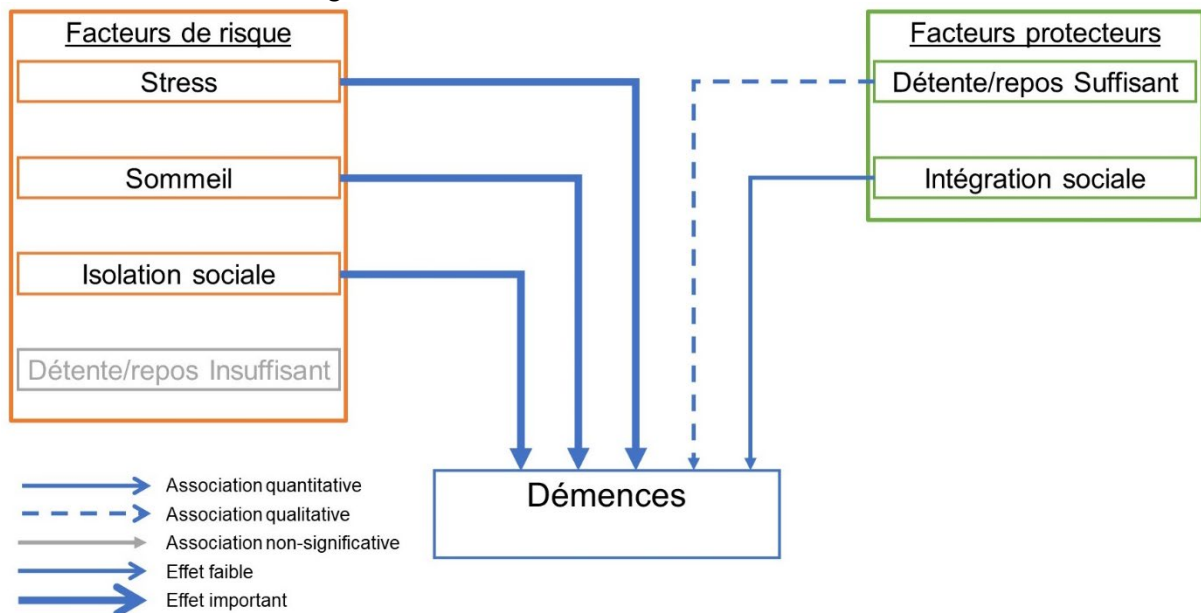 Facteurs de risque
Stress
Sommeil
Isolation sociale
Détente/repos Insuffisant
Facteurs protecteurs
Détente/repos Suffisant
Intégration sociale
Démences
Association quantitative
Association qualitative
Association non-significative
Effet faible
Effet important